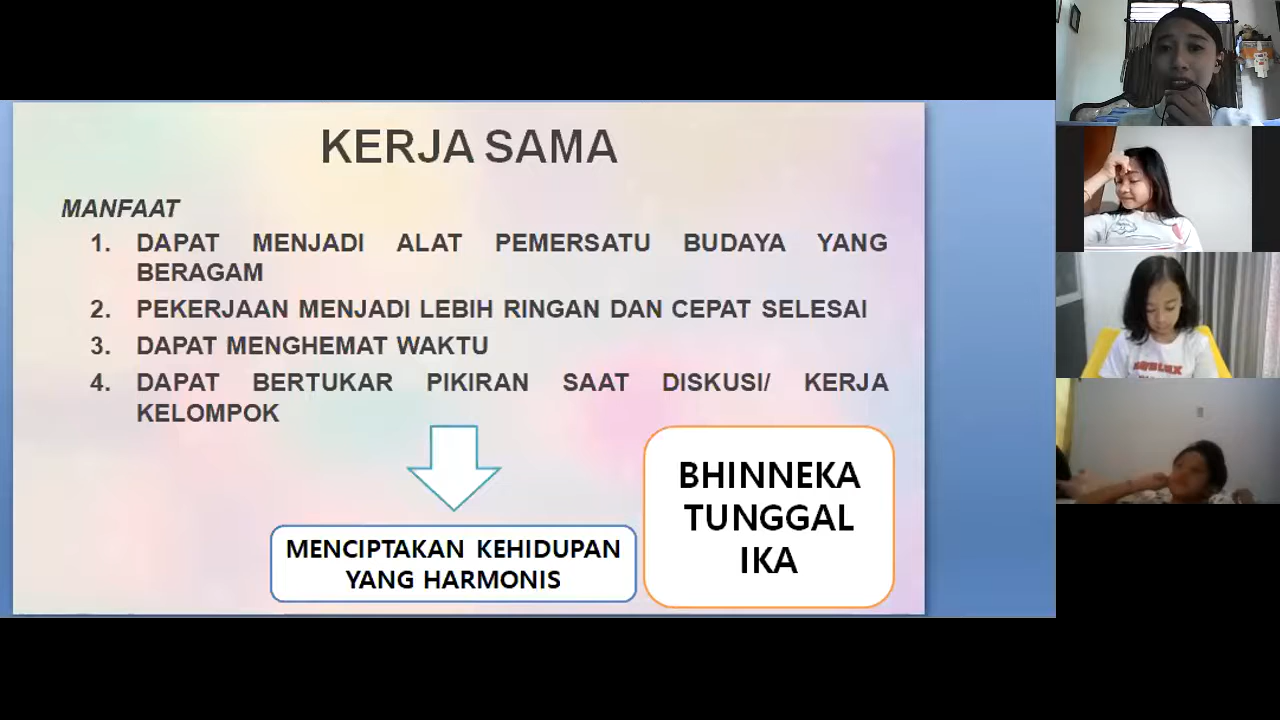 KERJA SAMA
MANFAAT
1. DAPAT MENJADI ALAT PEMERSATU BUDAYA YANG
BERAGAM
2. PEKERJAAN MENJADI LEBIH RINGAN DAN CEPAT SELESAI
3. DAPAT MENGHEMAT WAKTU
4. DAPAT BERTUKAR PIKIRAN SAAT DISKUSI/ KERJA
KELOMPOK
MENCIPTAKAN KEHIDUPAN
YANG HARMONIS
BHINNEKA
TUNGGAL
IKA
ROBLOX